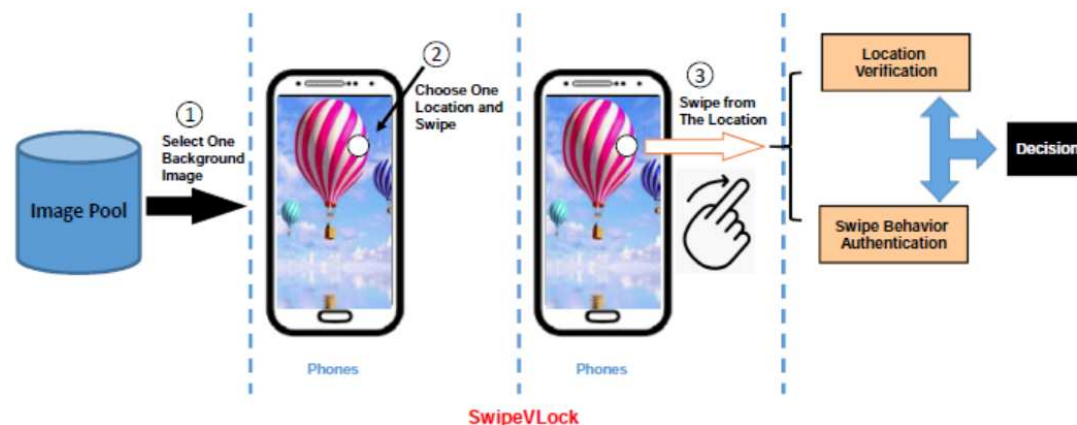 Image Pool
①
Select One
Background
Image
②
Choose One
Location and
Swipe
Phones
③
Swipe from
The Location
Phones
Location
Verification
Swipe Behavior
Authentication
Decision
SwipeVLock